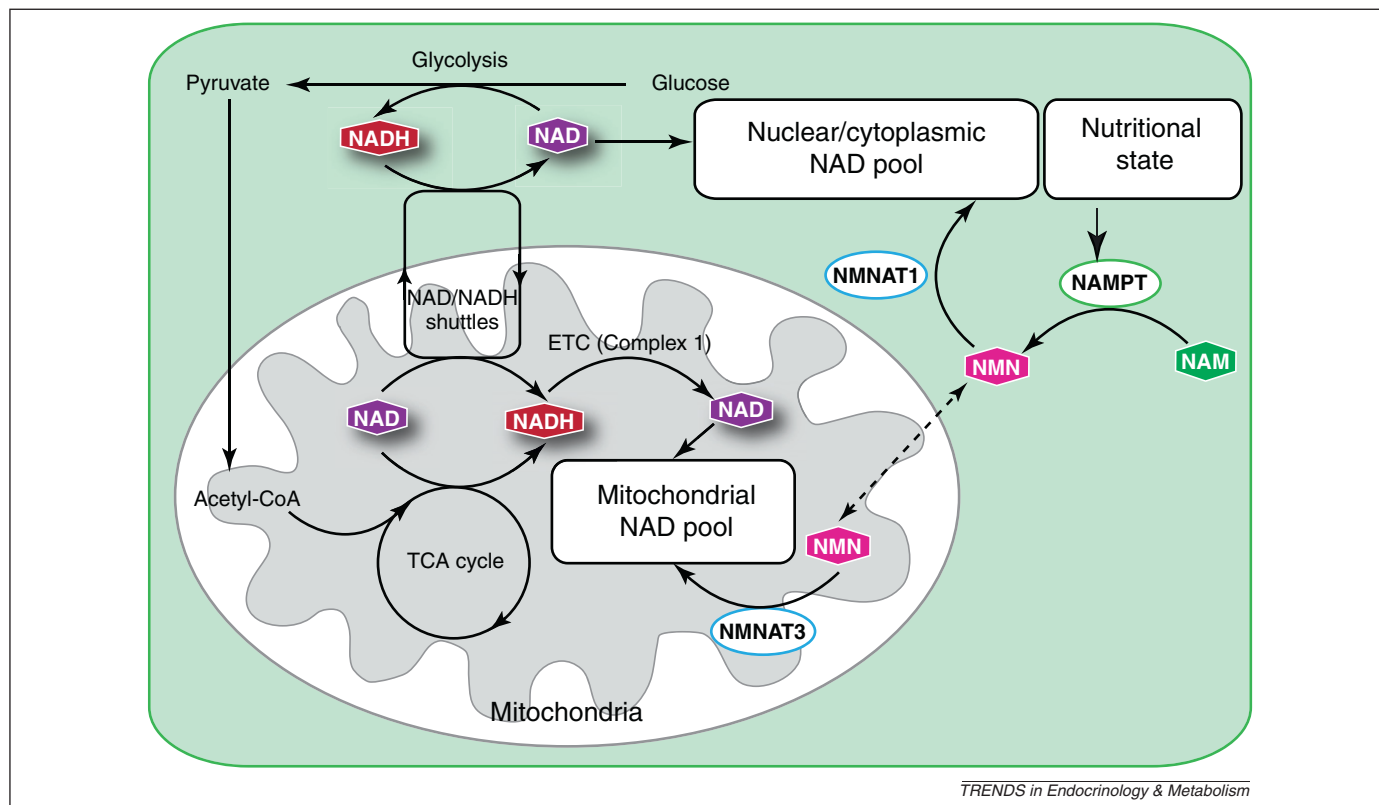 Glycolysis
Pyruvate
Glucose
NADH
NAD
Nuclear/cytoplasmic
NAD pool
Nutritional
state
NMNAT1
NAMPT
NAD/NADH
shuttles
ETC (Complex 1)
NMN
NAM
NAD
NADH
NAD
Acetyl-CoA
Mitochondrial
NAD pool
NMN
TCA cycle
NMNAT3
Mitochondria
TRENDS in Endocrinology & Metabolism